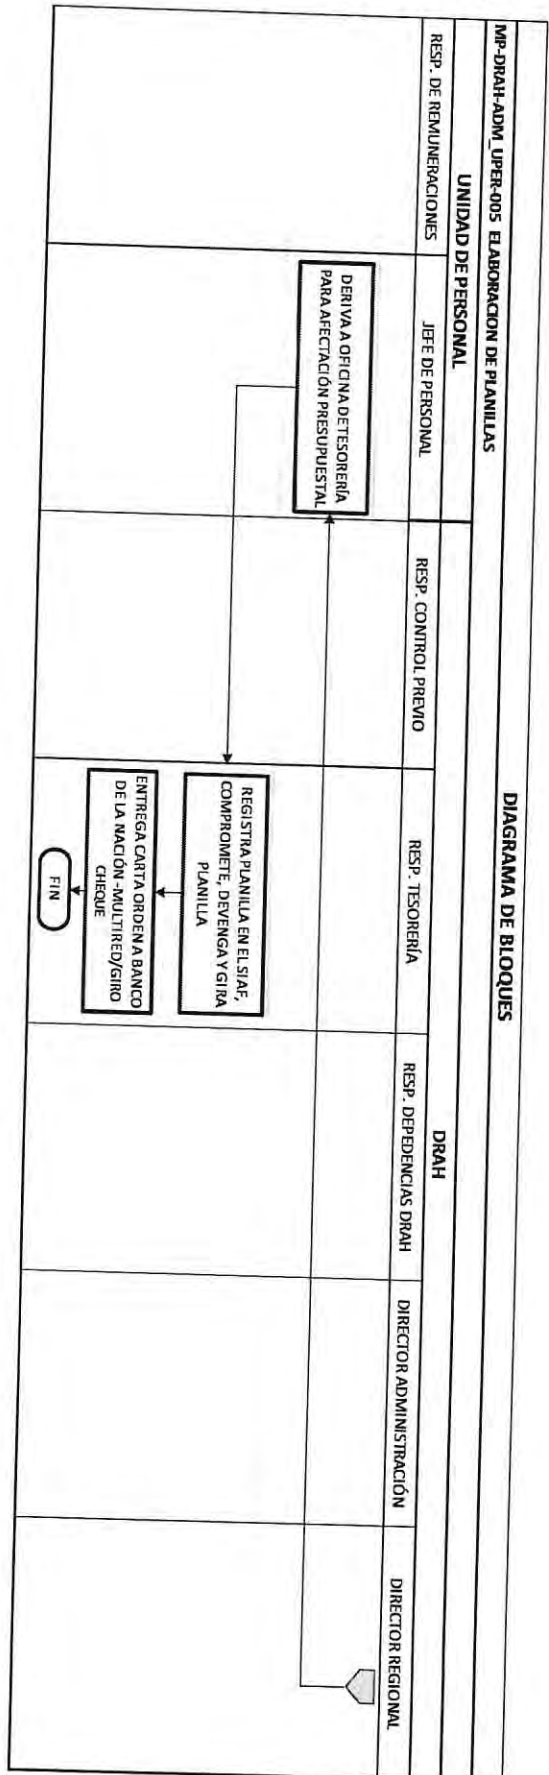 DIAGRAMA DE BLOQUES
MP-DRAH-ADM_UPER-005 ELABORACION DE PLANILLAS
UNIDAD DE PERSONAL
DRAH
RESP. DE REMUNERACIONES
JEFE DE PERSONAL
RESP. CONTROL PREVIO
RESP. TESORERÍA
RESP. DEPEDENCIAS DRAH
DIRECTOR ADMINISTRACIÓN
DIRECTOR REGIONAL
DERIVA A OFICINA DE TESORERÍA
PARA AFECTACIÓN PRESUPUESTAL
REGISTRA PLANILLA EN EL SIAF,
COMPROMETE, DEVENGA Y GIRA
PLANILLA
ENTREGA CARTA ORDEN A BANCO
DE LA NACIÓN -MULTIRED/GIRO
CHEQUE
FIN